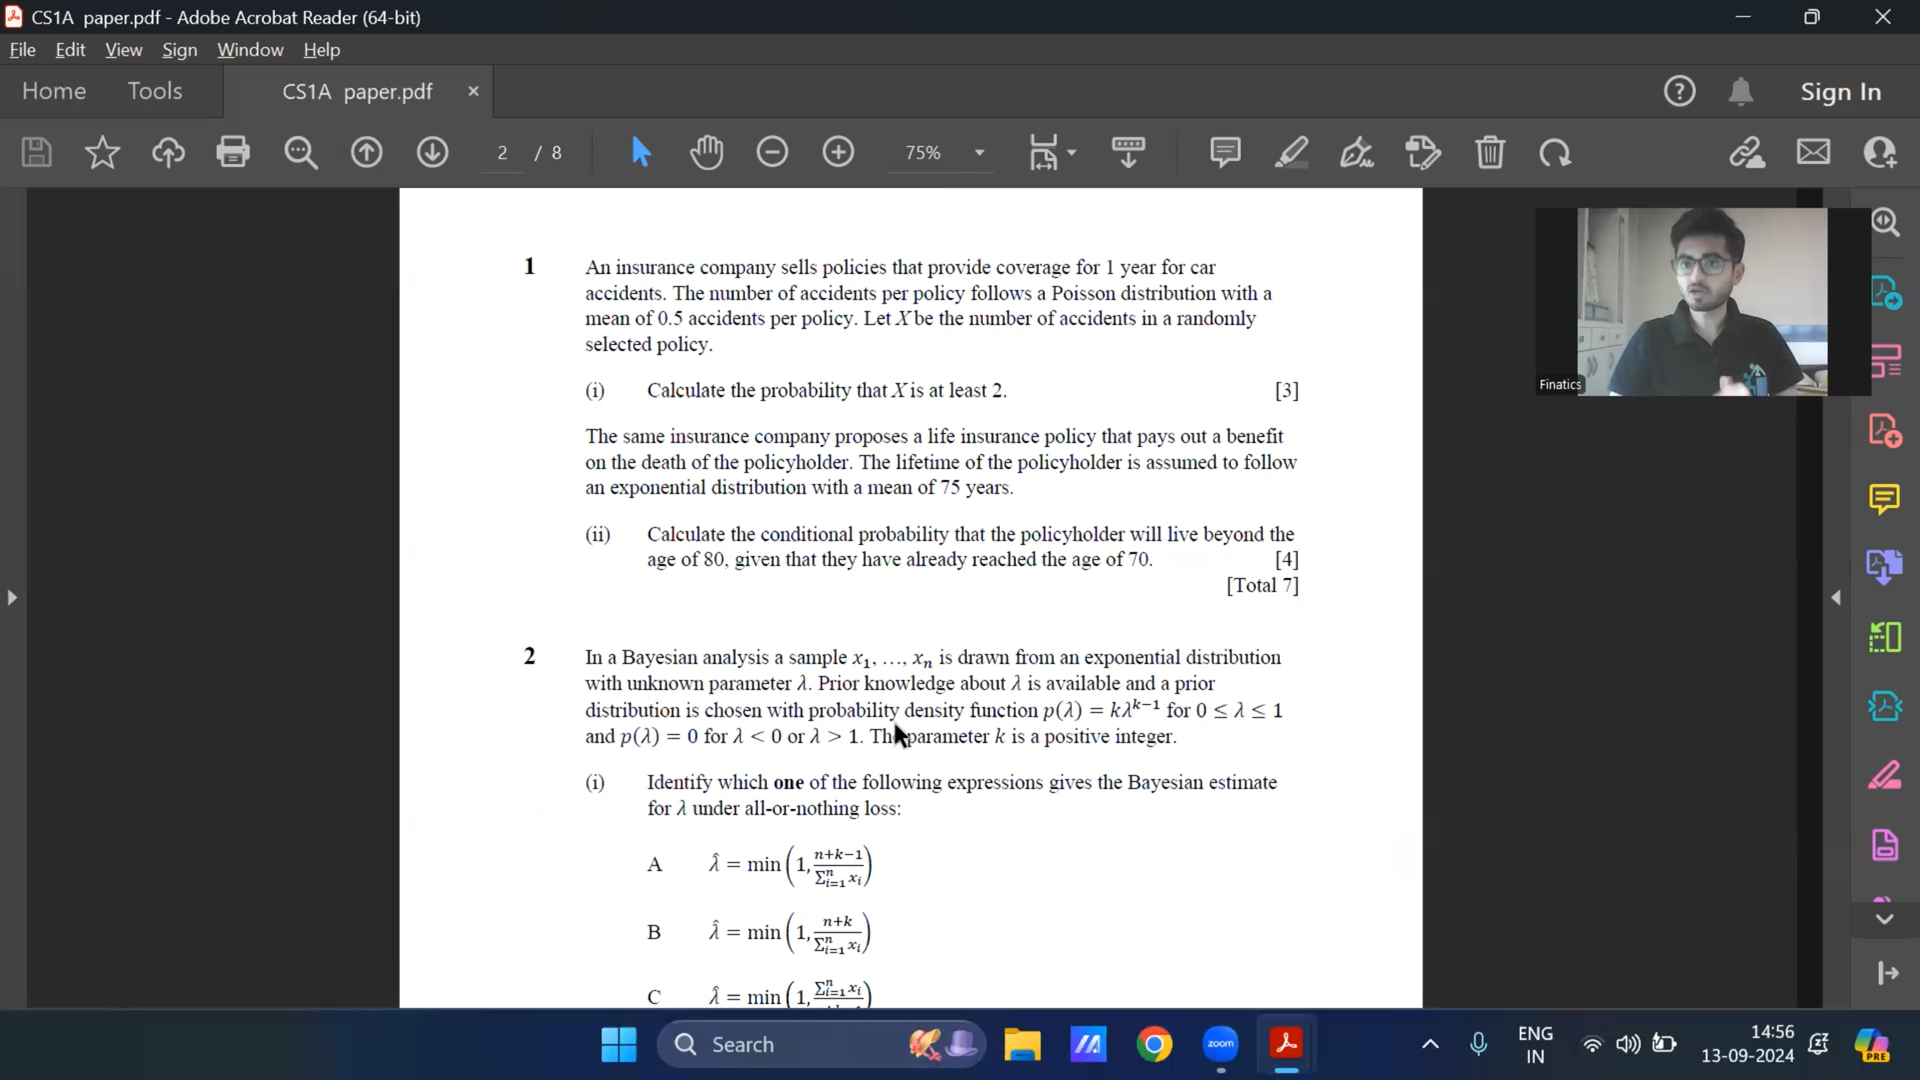 CS1A paper.pdf - Adobe Acrobat Reader (64-bit)
File Edit View Sign Window Help
Home Tools CS1A paper.pdf × Sign In
2 / 8 75%
1 An insurance company sells policies that provide coverage for 1 year for car
accidents. The number of accidents per policy follows a Poisson distribution with a
mean of 0.5 accidents per policy. Let X be the number of accidents in a randomly
selected policy.
(i) Calculate the probability that X is at least 2. [3]
The same insurance company proposes a life insurance policy that pays out a benefit
on the death of the policyholder. The lifetime of the policyholder is assumed to follow
an exponential distribution with a mean of 75 years.
(ii) Calculate the conditional probability that the policyholder will live beyond the
age of 80, given that they have already reached the age of 70. [4]
[Total 7]
2 In a Bayesian analysis a sample x₁, …, xₙ is drawn from an exponential distribution
with unknown parameter λ. Prior knowledge about λ is available and a prior
distribution is chosen with probability density function p(λ) = kλ^(k−1) for 0 ≤ λ ≤ 1
and p(λ) = 0 for λ < 0 or λ > 1. The parameter k is a positive integer.
(i) Identify which one of the following expressions gives the Bayesian estimate
for λ under all-or-nothing loss:
A λ̂ = min(1, (n+k−1)/(Σⁿᵢ₌₁ xᵢ))
B λ̂ = min(1, (n+k)/(Σⁿᵢ₌₁ xᵢ))
C λ̂ = min(1, Σⁿᵢ₌₁ xᵢ
Finatics
Search
zoom
ENG
IN
14:56
13-09-2024
PRE